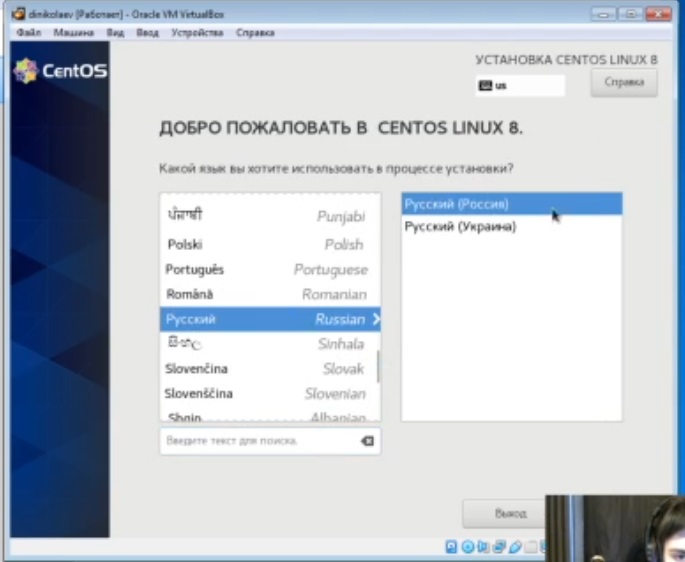 dinikolaev [Работает] - Oracle VM VirtualBox
Файл Машина Вид Ввод Устройства Справка
CentOS
УСТАНОВКА CENTOS LINUX 8
us
Справка
ДОБРО ПОЖАЛОВАТЬ В CENTOS LINUX 8.
Какой язык вы хотите использовать в процессе установки?
ਪੰਜਾਬੀ Punjabi
Polski Polish
Português Portuguese
Română Romanian
Русский Russian
සිංහල Sinhala
Slovenčina Slovak
Slovenščina Slovenian
Shqip Albanian
Русский (Россия)
Русский (Украина)
Введите текст для поиска.
Выход